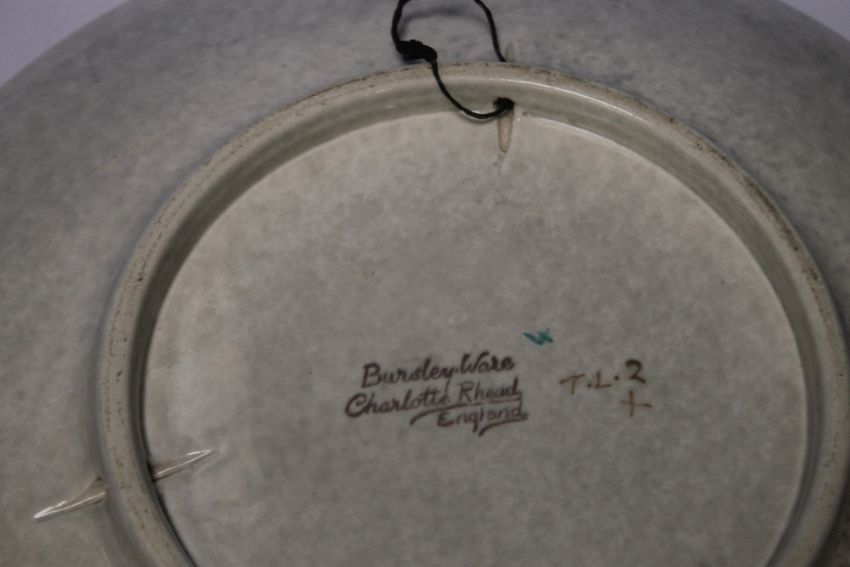 Bursley-Ware
Charlotte Rhead
England
T.L.2
+